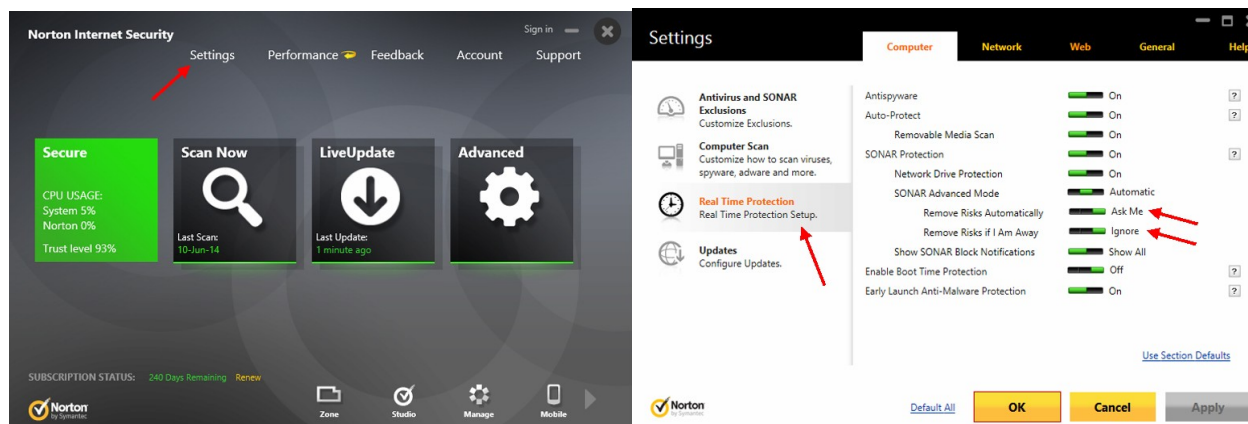 Norton Internet Security
Sign in
Settings Performance Feedback Account Support
Secure
CPU USAGE:
System 5%
Norton 0%
Trust level 93%
Scan Now
Last Scan:
10-Jun-14
LiveUpdate
Last Update:
1 minute ago
Advanced
SUBSCRIPTION STATUS: 240 Days Remaining Renew
Norton
by Symantec
Zone Studio Manage Mobile
Settings
Computer Network Web General Help
Antivirus and SONAR
Exclusions
Customize Exclusions.
Computer Scan
Customize how to scan viruses,
spyware, adware and more.
Real Time Protection
Real Time Protection Setup.
Updates
Configure Updates.
Antispyware On ?
Auto-Protect On ?
Removable Media Scan On
SONAR Protection On ?
Network Drive Protection On
SONAR Advanced Mode Automatic
Remove Risks Automatically Ask Me
Remove Risks if I Am Away Ignore
Show SONAR Block Notifications Show All
Enable Boot Time Protection Off ?
Early Launch Anti-Malware Protection On ?
Use Section Defaults
Norton
by Symantec
Default All OK Cancel Apply